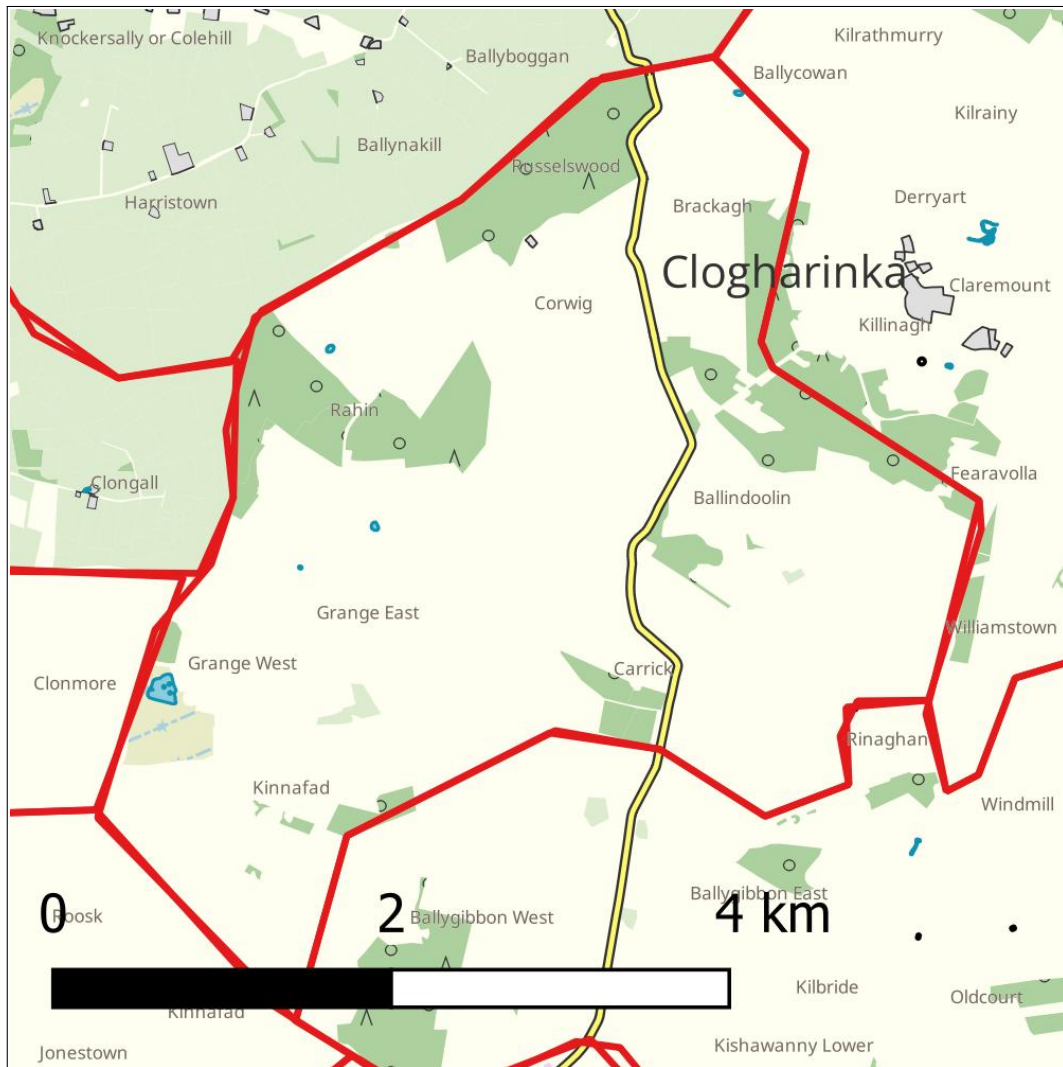 Knockersally or Colehill
Kilrathmurry
Ballyboggan
Ballycowan
Kilrainy
Ballynakill
Russelswood
Harristown
Brackagh
Derryart
Clogharinka
Claremount
Corwig
Killinagh
Rahin
Clongall
Fearavolla
Ballindoolin
Grange East
Williamstown
Grange West
Carrick
Clonmore
Rinaghan
Kinnafad
Windmill
Ballygibbon East
0 2 4 km
Roosk
Ballygibbon West
Kilbride
Oldcourt
Kinnafad
Jonestown
Kishawanny Lower